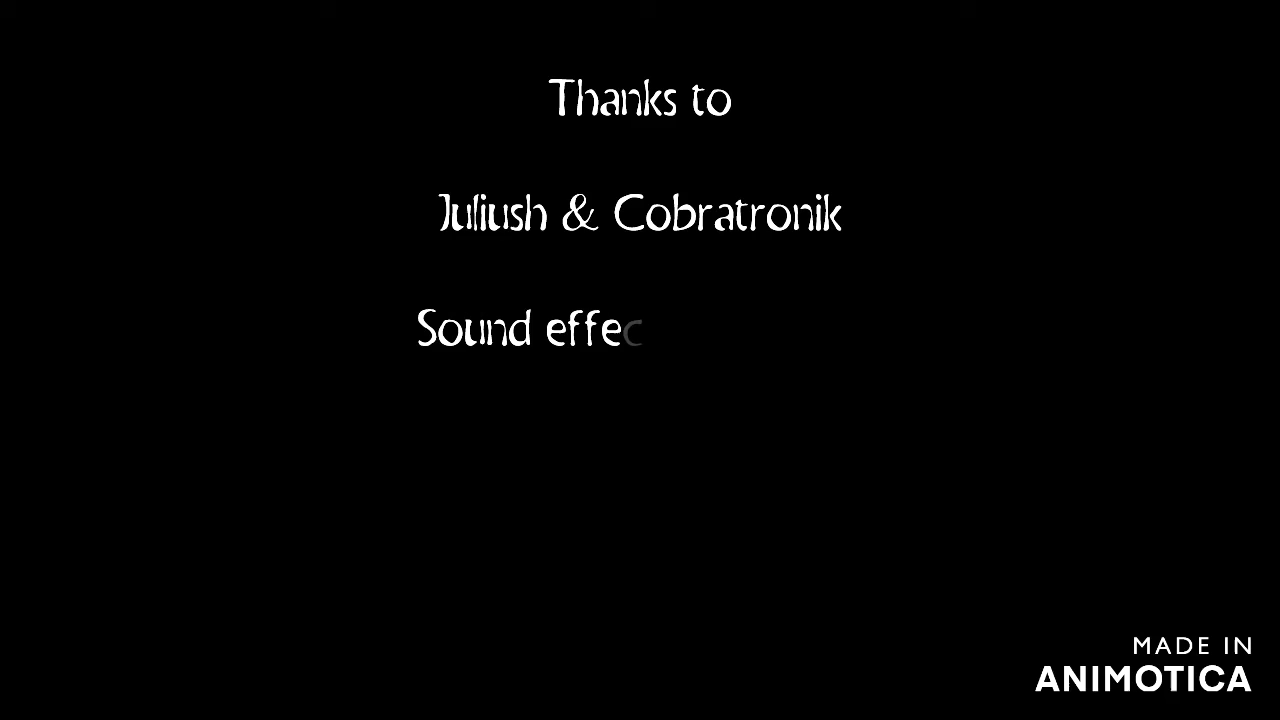 Thanks to
Juliush & Cobratronik
Sound effec
MADE IN
ANIMOTICA